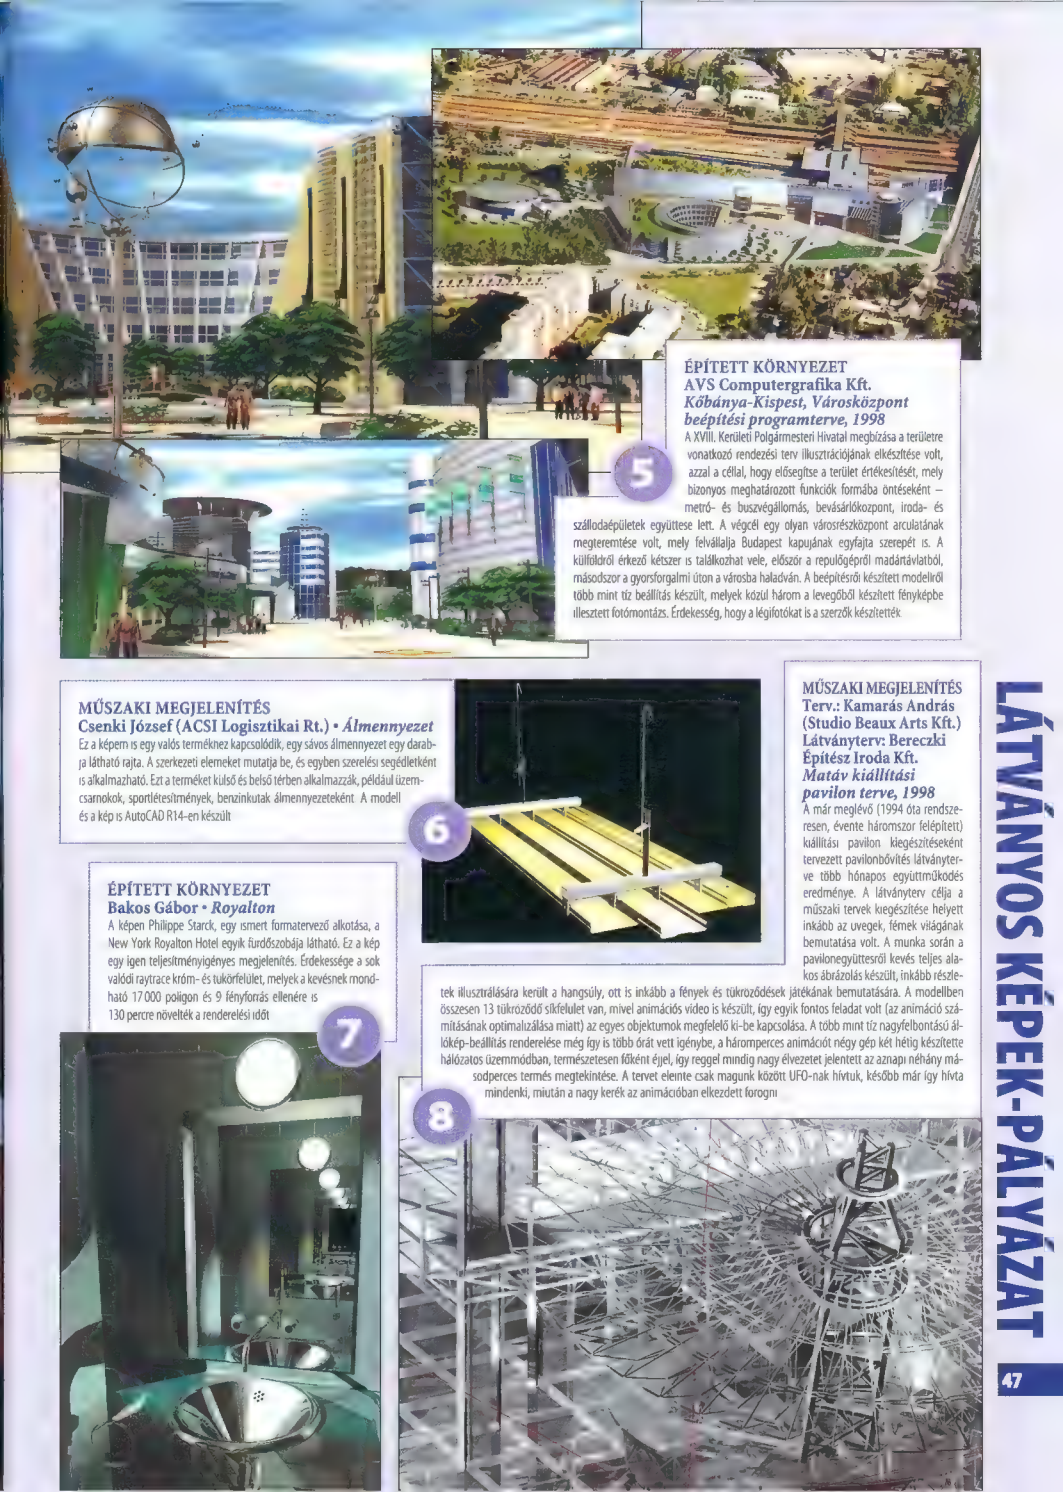 ÉPÍTETT KÖRNYEZET
AVS Computergrafika Kft.
Kőbánya-Kispest, Városközpont
beépítési programterve, 1998
A XVIII. Kerületi Polgármesteri Hivatal megbízása a területre
vonatkozó rendezési terv illusztrációjának elkészítése volt,
azzal a céllal, hogy elősegítse a terület értékesítését, mely
bizonyos meghatározott funkciók formába öntéseként –
metró- és buszvégállomás, bevásárlókozpont, iroda- és
szállodaépületek együttese lett. A végcél egy olyan városrészközpont arculatának
megteremtése volt, mely felvállalja Budapest kapujának egyfajta szerepét is. A
külföldről érkező kétszer is találkozhat vele, először a repulőgépről madártávlatból,
másodszor a gyorsforgalmi úton a városba haladván. A beépítésről készített modellről
több mint tíz beállítás készült, melyek közül három a levegőből készített fényképbe
illesztett fotómontázs. Érdekesség, hogy a légifotókat is a szerzők készítették
5
MŰSZAKI MEGJELENÍTÉS
Csenki József (ACSI Logisztikai Rt.) • Álmennyezet
Ez a képem is egy valós termékhez kapcsolódik, egy sávos álmennyezet egy darab-
ja látható rajta. A szerkezeti elemeket mutatja be, és egyben szerelési segédletként
is alkalmazható. Ezt a terméket külső és belső térben alkalmazzák, például üzem-
csarnokok, sportlétesítmények, benzinkutak álmennyezeteként A modell
és a kép is AutoCAD R14-en készült
6
ÉPÍTETT KÖRNYEZET
Bakos Gábor • Royalton
A képen Philippe Starck, egy ismert formatervező alkotása, a
New York Royalton Hotel egyik fürdőszobája látható. Ez a kép
egy igen teljesítményigényes megjelenítés. Érdekessége a sok
valódi raytrace króm- és tukörfelület, melyek a kevésnek mond-
ható 17 000 poligon és 9 fényforrás ellenére is
130 percre növelték a renderelési időt
7
MŰSZAKI MEGJELENÍTÉS
Terv.: Kamarás András
(Studio Beaux Arts Kft.)
Látványterv: Bereczki
Építész Iroda Kft.
Matáv kiállítási
pavilon terve, 1998
A már meglévő (1994 óta rendsze-
resen, évente háromszor felépített)
kiállítási pavilon kiegészítéseként
tervezett pavilonbővítés látványter-
ve több hónapos együttműködés
eredménye. A látványterv célja a
műszaki tervek kiegészítése helyett
inkább az uvegek, fémek világának
bemutatása volt. A munka során a
pavilonegyüttesről kevés teljes ala-
kos ábrázolás készült, inkább részle-
tek illusztrálására került a hangsúly, ott is inkább a fények és tükröződések játékának bemutatására. A modellben
összesen 13 tükröződő síkfelulet van, mivel animációs video is készült, így egyik fontos feladat volt (az animáció szá-
mításának optimalizálása miatt) az egyes objektumok megfelelő ki-be kapcsolása. A több mint tíz nagyfelbontású ál-
lókép-beállítás renderelése még így is több órát vett igénybe, a háromperces animációt négy gép két hétig készítette
hálózatos üzemmódban, természetesen főként éjjel, így reggel mindig nagy élvezetet jelentett az aznapi néhány má-
sodperces termés megtekintése. A tervet eleinte csak magunk között UFO-nak hívtuk, később már így hívta
mindenki, miután a nagy kerék az animációban elkezdett forogni
8
LÁTVÁNYOS KÉPEK-PÁLYÁZAT
47